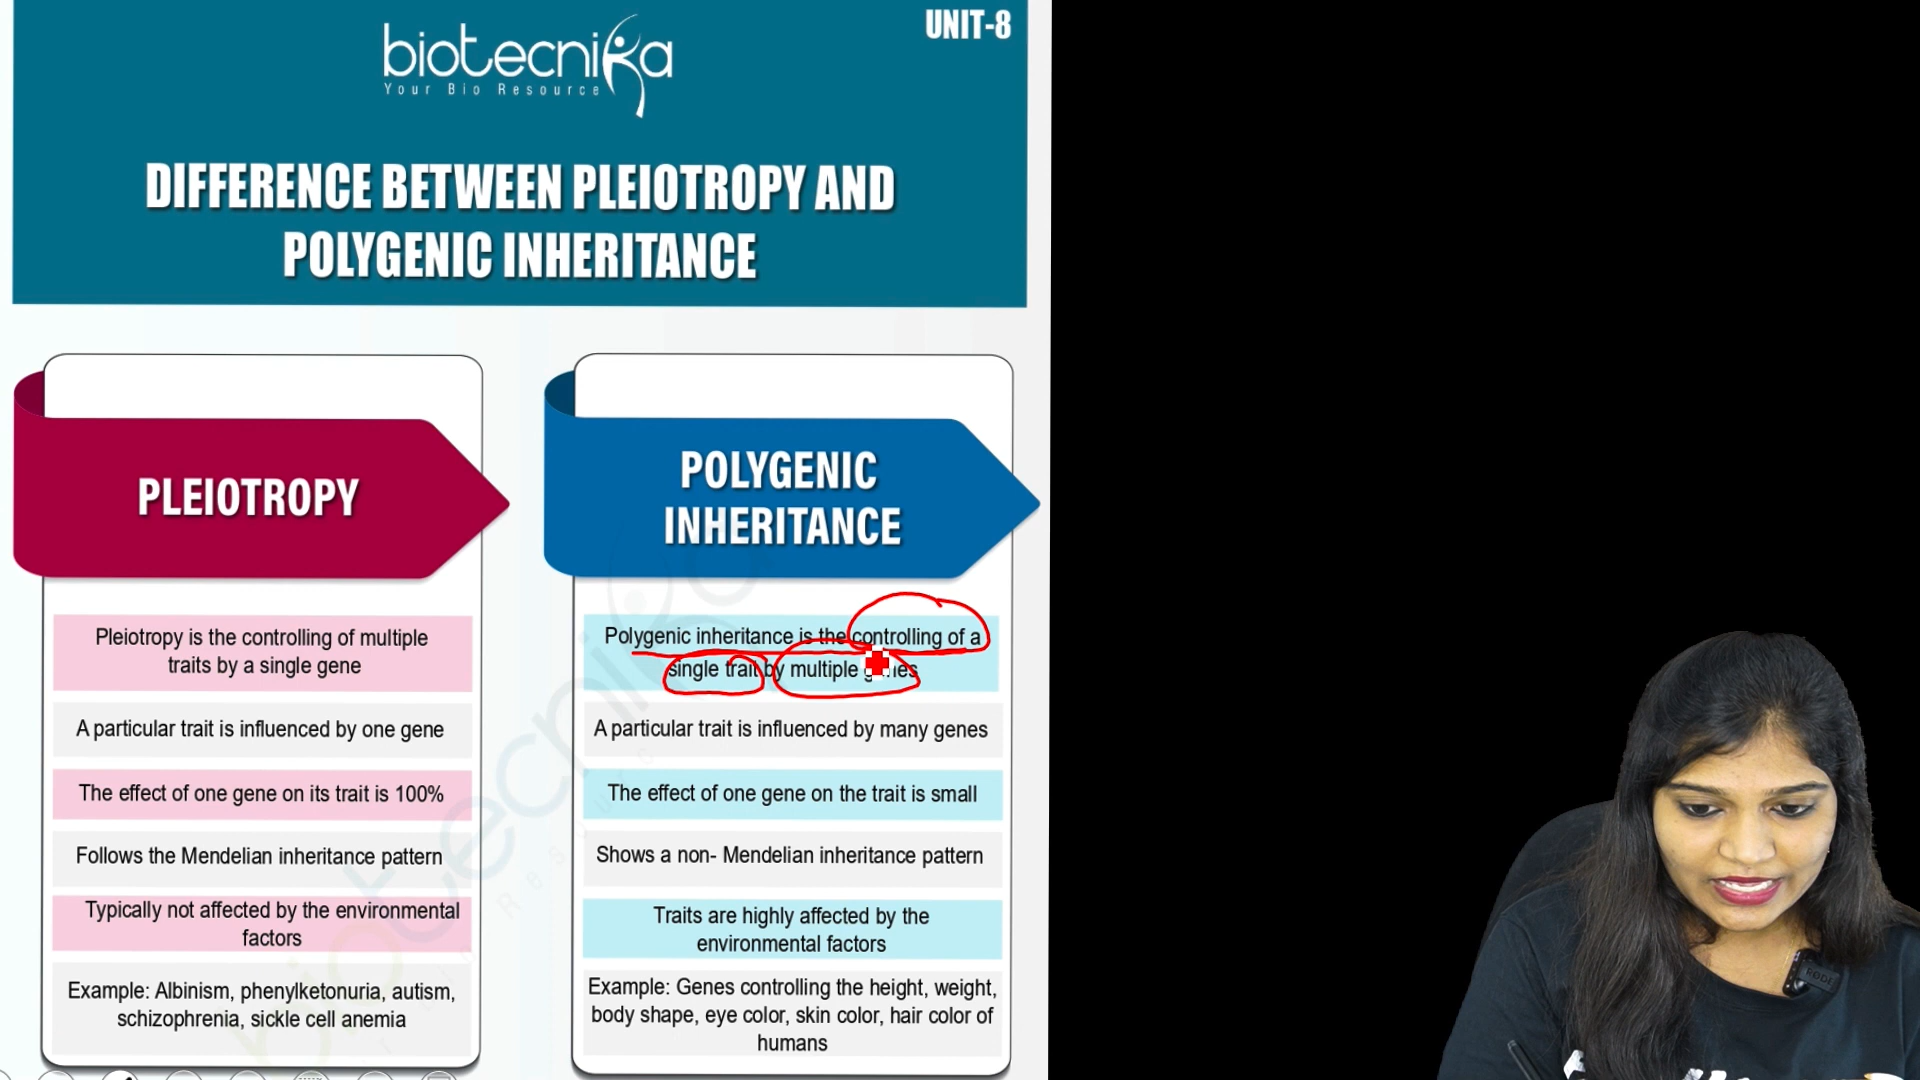 UNIT-8
biotecnika
Your Bio Resource
DIFFERENCE BETWEEN PLEIOTROPY AND
POLYGENIC INHERITANCE
PLEIOTROPY
Pleiotropy is the controlling of multiple
traits by a single gene
A particular trait is influenced by one gene
The effect of one gene on its trait is 100%
Follows the Mendelian inheritance pattern
Typically not affected by the environmental
factors
Example: Albinism, phenylketonuria, autism,
schizophrenia, sickle cell anemia
POLYGENIC
INHERITANCE
Polygenic inheritance is the controlling of a
single trait by multiple genes
A particular trait is influenced by many genes
The effect of one gene on the trait is small
Shows a non- Mendelian inheritance pattern
Traits are highly affected by the
environmental factors
Example: Genes controlling the height, weight,
body shape, eye color, skin color, hair color of
humans
RODE